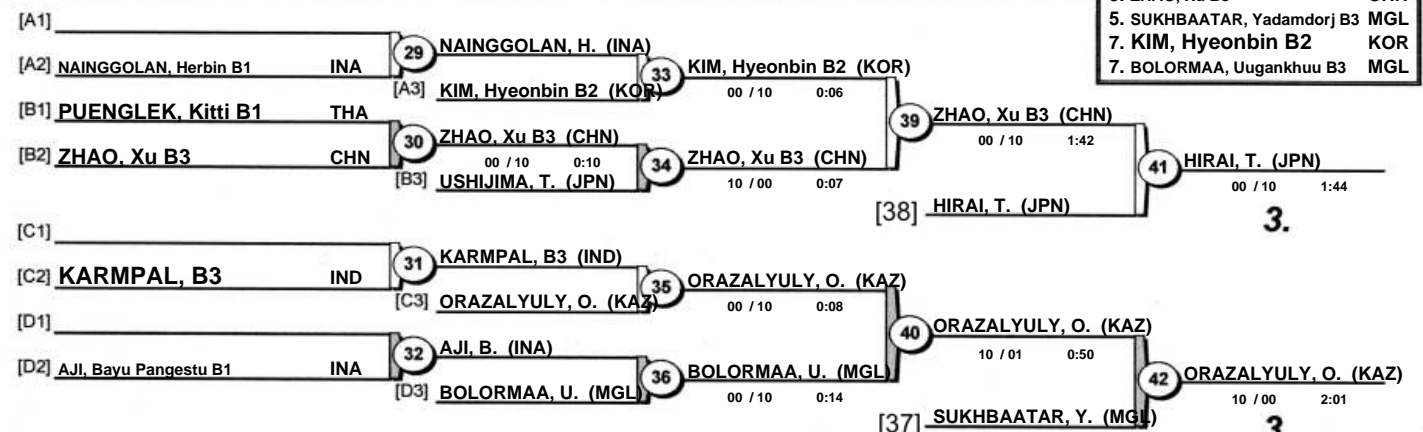 5. SUKHBAATAR, Yadamdorj B3 MGL
7. KIM, Hyeonbin B2 KOR
7. BOLORMAA, Uugankhuu B3 MGL
[A1]
[A2] NAINGGOLAN, Herbin B1 INA
29 NAINGGOLAN, H. (INA)
[A3] KIM, Hyeonbin B2 (KOR)
33 KIM, Hyeonbin B2 (KOR)
00 / 10 0:06
[B1] PUENGLEK, Kitti B1 THA
[B2] ZHAO, Xu B3 CHN
30 ZHAO, Xu B3 (CHN)
00 / 10 0:10
[B3] USHIJIMA, T. (JPN)
34 ZHAO, Xu B3 (CHN)
10 / 00 0:07
39 ZHAO, Xu B3 (CHN)
00 / 10 1:42
[38] HIRAI, T. (JPN)
41 HIRAI, T. (JPN)
00 / 10 1:44
3.
[C1]
[C2] KARMPAL, B3 IND
31 KARMPAL, B3 (IND)
[C3] ORAZALYULY, O. (KAZ)
35 ORAZALYULY, O. (KAZ)
00 / 10 0:08
[D1]
[D2] AJI, Bayu Pangestu B1 INA
32 AJI, B. (INA)
[D3] BOLORMAA, U. (MGL)
36 BOLORMAA, U. (MGL)
00 / 10 0:14
40 ORAZALYULY, O. (KAZ)
10 / 01 0:50
[37] SUKHBAATAR, Y. (MGL)
42 ORAZALYULY, O. (KAZ)
10 / 00 2:01
3